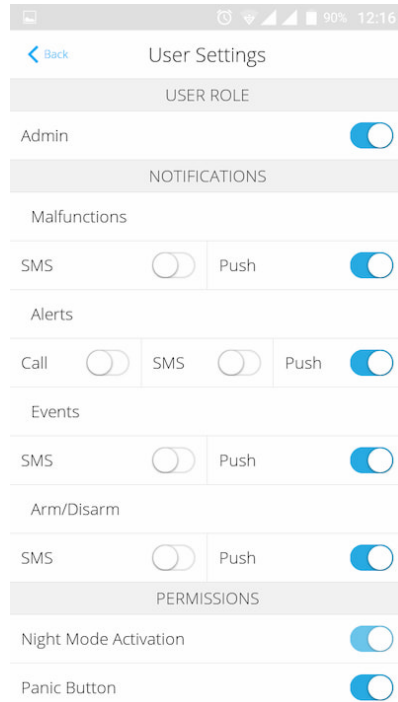 90% 12:16
Back User Settings
USER ROLE
Admin
NOTIFICATIONS
Malfunctions
SMS Push
Alerts
Call SMS Push
Events
SMS Push
Arm/Disarm
SMS Push
PERMISSIONS
Night Mode Activation
Panic Button